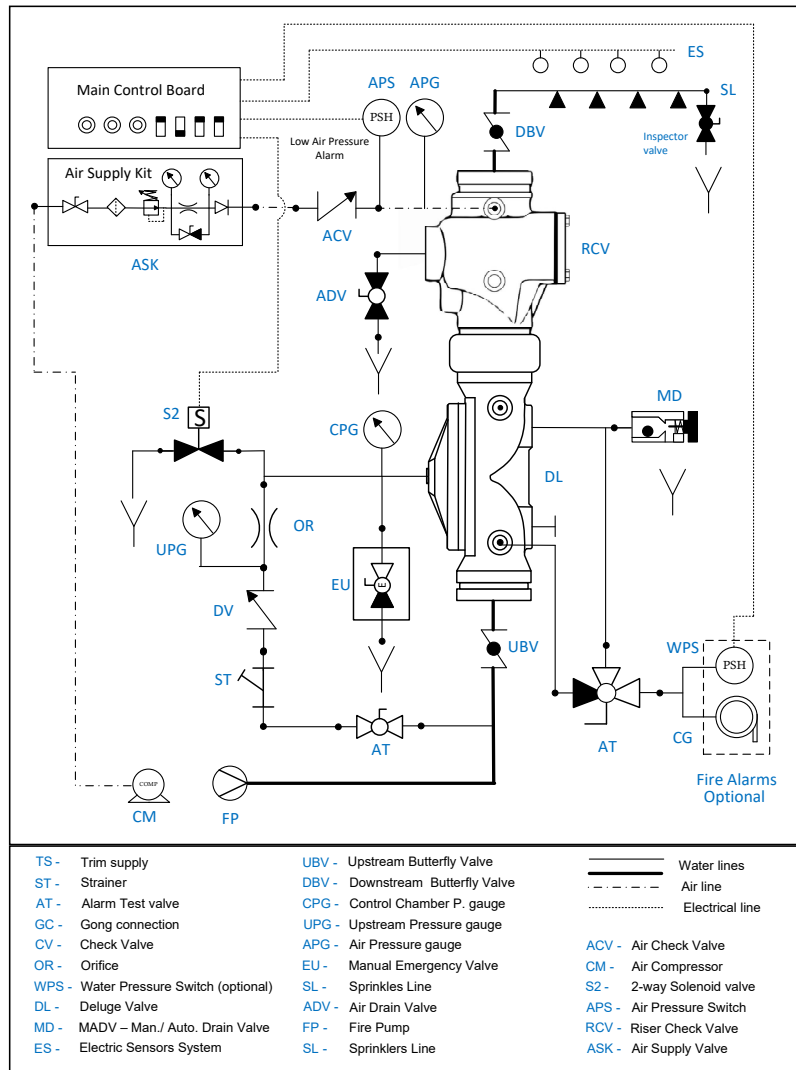 ES
Main Control Board
APS
APG
SL
PSH
DBV
Inspector
valve
Low Air Pressure
Alarm
Air Supply Kit
ACV
RCV
ASK
ADV
S2
S
CPG
MD
DL
UPG
OR
EU
E
DV
UBV
WPS
PSH
ST
AT
AT
CG
COMP
CM
FP
Fire Alarms
Optional
TS - Trim supply
ST - Strainer
AT - Alarm Test valve
GC - Gong connection
CV - Check Valve
OR - Orifice
WPS - Water Pressure Switch (optional)
DL - Deluge Valve
MD - MADV – Man./ Auto. Drain Valve
ES - Electric Sensors System
UBV - Upstream Butterfly Valve
DBV - Downstream Butterfly Valve
CPG - Control Chamber P. gauge
UPG - Upstream Pressure gauge
APG - Air Pressure gauge
EU - Manual Emergency Valve
SL - Sprinkles Line
ADV - Air Drain Valve
FP - Fire Pump
SL - Sprinklers Line
Water lines
Air line
Electrical line
ACV - Air Check Valve
CM - Air Compressor
S2 - 2-way Solenoid valve
APS - Air Pressure Switch
RCV - Riser Check Valve
ASK - Air Supply Valve